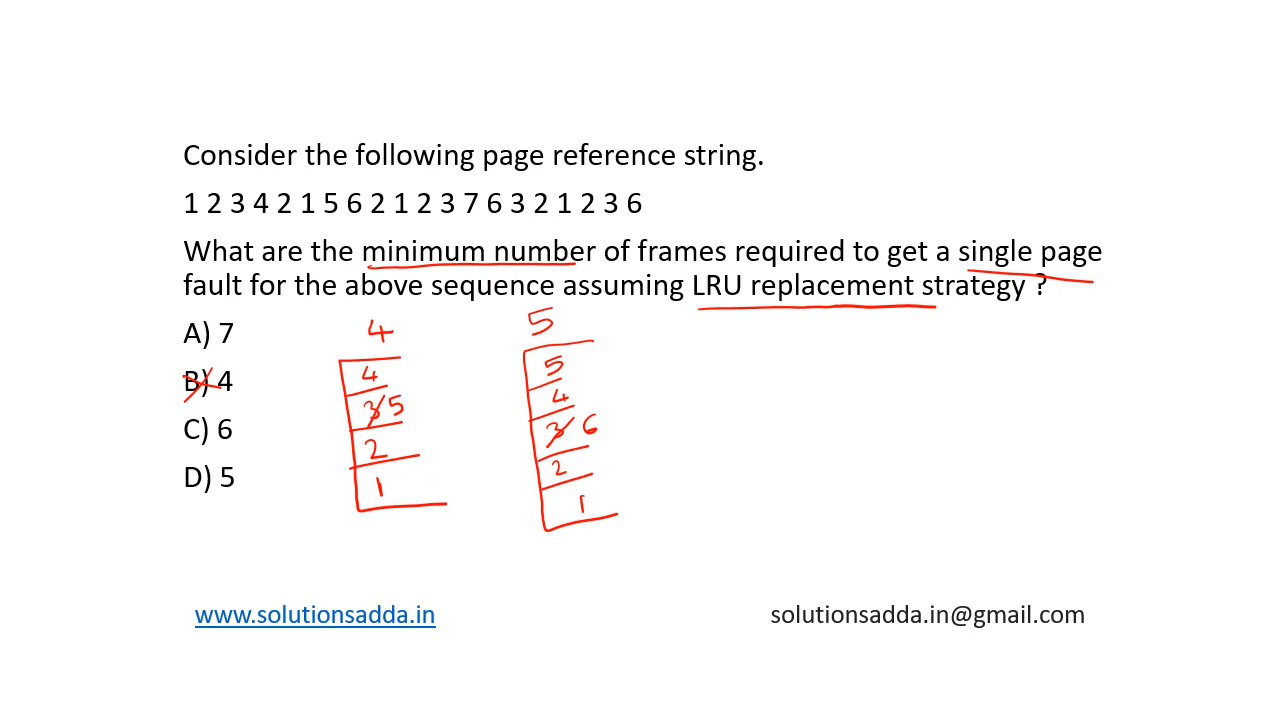 Consider the following page reference string.
1 2 3 4 2 1 5 6 2 1 2 3 7 6 3 2 1 2 3 6
What are the minimum number of frames required to get a single page
fault for the above sequence assuming LRU replacement strategy ?
A) 7
B) 4
C) 6
D) 5
4
4
3 5
2
1
5
5
4
3 6
2
1
www.solutionsadda.in
solutionsadda.in@gmail.com